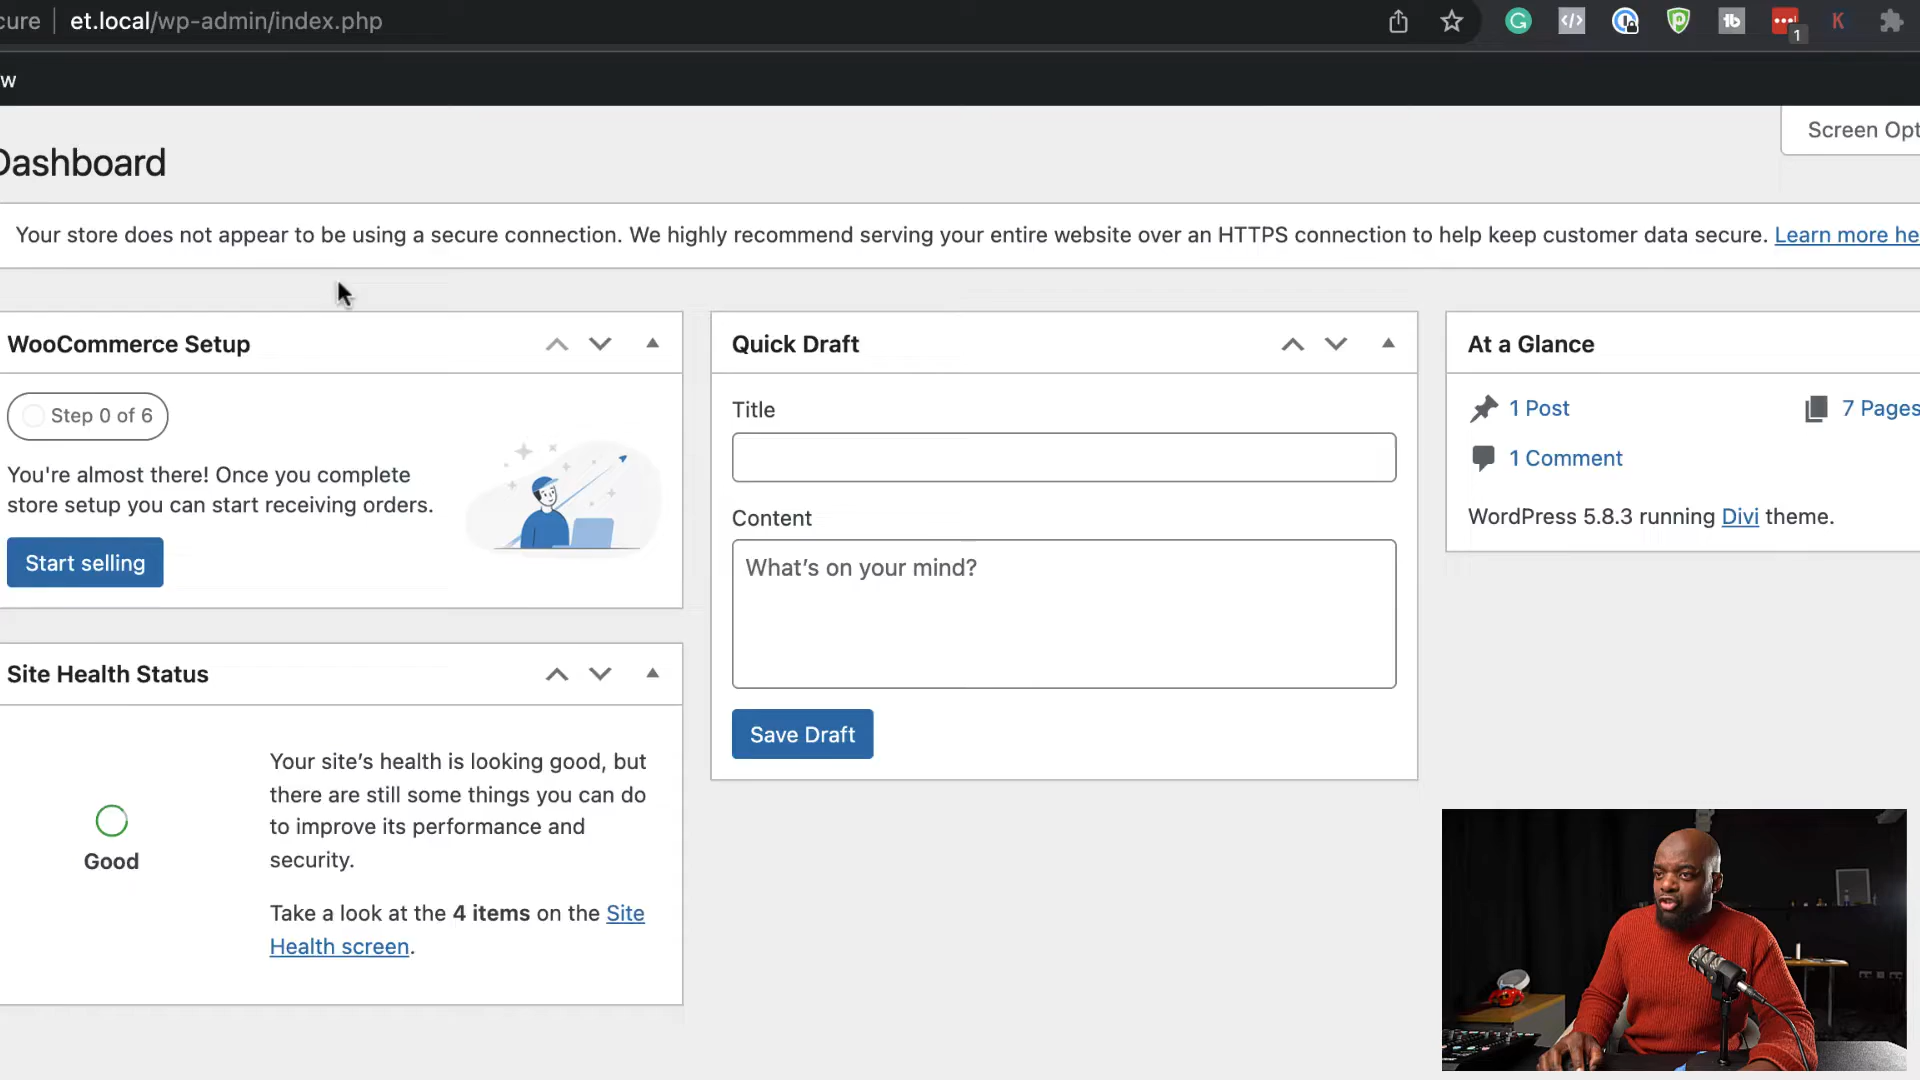 cure
et.local/wp-admin/index.php
1
w
Dashboard
Screen Opt
Your store does not appear to be using a secure connection. We highly recommend serving your entire website over an HTTPS connection to help keep customer data secure. Learn more he
WooCommerce Setup
Step 0 of 6
You're almost there! Once you complete
store setup you can start receiving orders.
Start selling
Site Health Status
Good
Your site's health is looking good, but
there are still some things you can do
to improve its performance and
security.
Take a look at the 4 items on the Site
Health screen.
Quick Draft
Title
Content
What's on your mind?
Save Draft
At a Glance
1 Post
7 Pages
1 Comment
WordPress 5.8.3 running Divi theme.